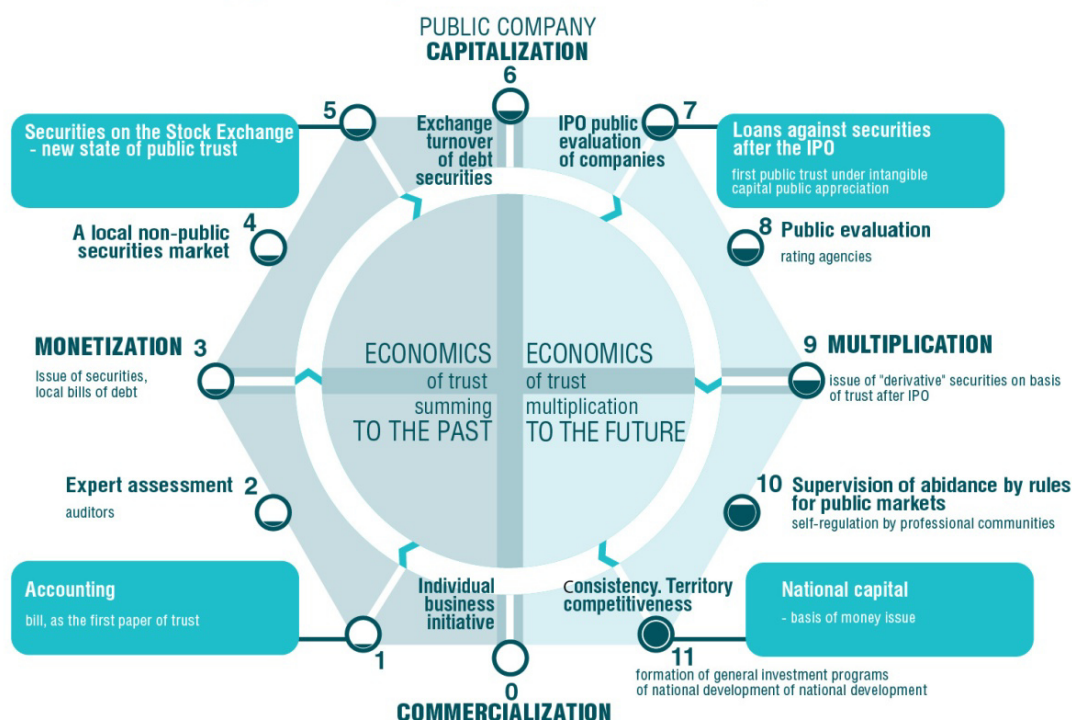 PUBLIC COMPANY
CAPITALIZATION
6
5
Exchange
turnover
of debt
securities
IPO public
evaluation
of companies
7
Securities on the Stock Exchange
- new state of public trust
Loans against securities
after the IPO
first public trust under intangible
capital public appreciation
4
A local non-public
securities market
8 Public evaluation
rating agencies
MONETIZATION 3
Issue of securities,
local bills of debt
ECONOMICS
of trust
summing
TO THE PAST
ECONOMICS
of trust
multiplication
TO THE FUTURE
9 MULTIPLICATION
issue of "derivative" securities on basis
of trust after IPO
Expert assessment 2
auditors
10 Supervision of abidance by rules
for public markets
self-regulation by professional communities
Accounting
bill, as the first paper of trust
1
Individual
business
initiative
0
COMMERCIALIZATION
Consistency. Territory
competitiveness
11
formation of general investment programs
of national development of national development
National capital
- basis of money issue